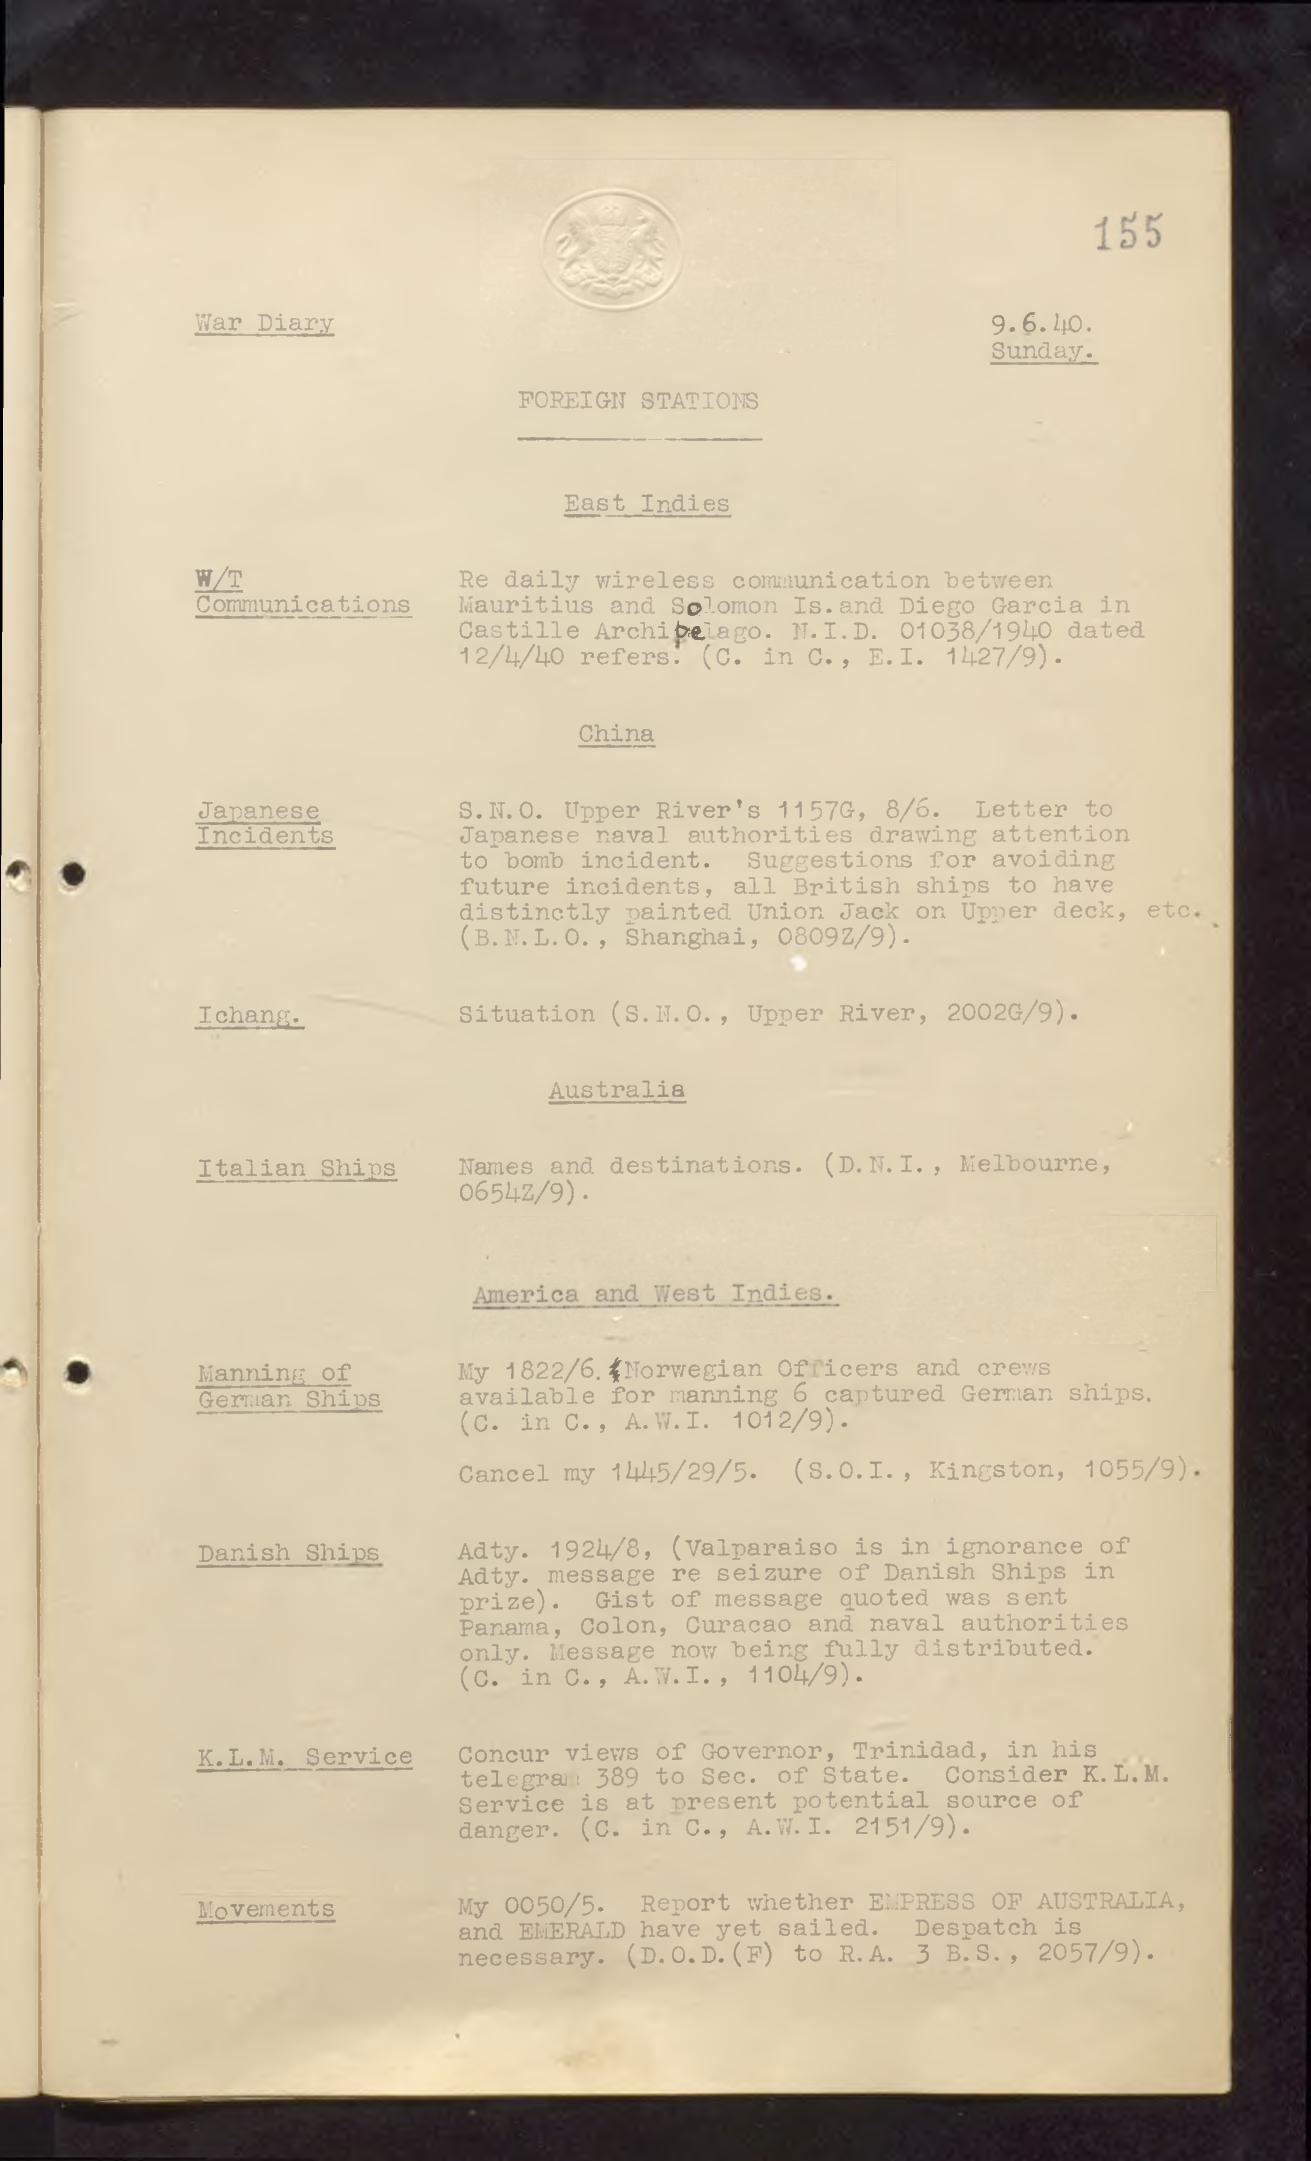 155
War Diary
9.6.40.
Sunday.
FOREIGN STATIONS
East Indies
W/T
Communications
Re daily wireless communication between
Mauritius and Solomon Is.and Diego Garcia in
Castille Archipelago. N.I.D. 01038/1940 dated
12/4/40 refers. (C. in C., E.I. 1427/9).
China
Japanese
Incidents
S.N.O. Upper River's 1157G, 8/6. Letter to
Japanese naval authorities drawing attention
to bomb incident. Suggestions for avoiding
future incidents, all British ships to have
distinctly painted Union Jack on Upper deck, etc.
(B.N.L.O., Shanghai, 0809Z/9).
Ichang.
Situation (S.N.O., Upper River, 2002G/9).
Australia
Italian Ships
Names and destinations. (D.N.I., Melbourne,
0654Z/9).
America and West Indies.
Manning of
German Ships
My 1822/6. Norwegian Officers and crews
available for manning 6 captured German ships.
(C. in C., A.W.I. 1012/9).
Cancel my 1445/29/5. (S.O.I., Kingston, 1055/9).
Danish Ships
Adty. 1924/8, (Valparaiso is in ignorance of
Adty. message re seizure of Danish Ships in
prize). Gist of message quoted was sent
Panama, Colon, Curacao and naval authorities
only. Message now being fully distributed.
(C. in C., A.W.I., 1104/9).
K.L.M. Service
Concur views of Governor, Trinidad, in his
telegram 389 to Sec. of State. Consider K.L.M.
Service is at present potential source of
danger. (C. in C., A.W.I. 2151/9).
Movements
My 0050/5. Report whether EMPRESS OF AUSTRALIA,
and EMERALD have yet sailed. Despatch is
necessary. (D.O.D.(F) to R.A. 3 B.S., 2057/9).